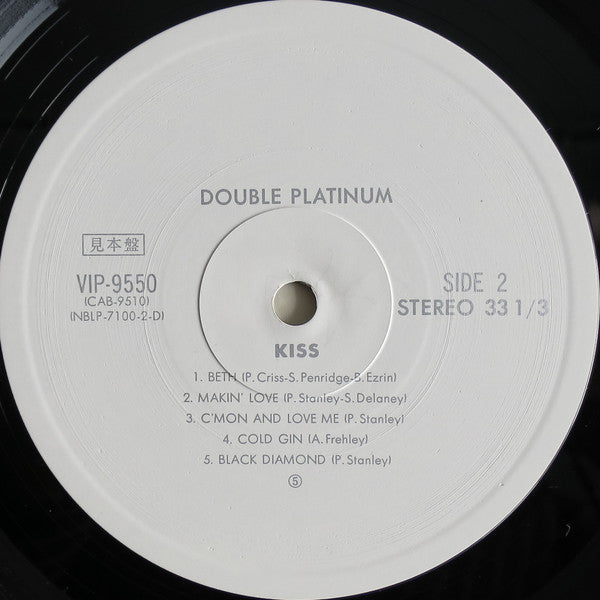 DOUBLE PLATINUM
見本盤
VIP-9550
(CAB-9510)
(NBLP-7100-2-D)
SIDE 2
STEREO 33 1/3
KISS
1. BETH (P. Criss-S. Penridge-B. Ezrin)
2. MAKIN' LOVE (P. Stanley-S. Delaney)
3. C'MON AND LOVE ME (P. Stanley)
4. COLD GIN (A. Frehley)
5. BLACK DIAMOND (P. Stanley)
⑤